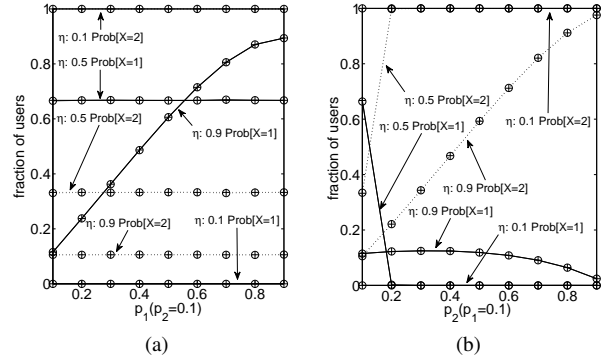 1
0.8
0.6
0.4
0.2
0
fraction of users
η: 0.1 Prob[X=2]
η: 0.5 Prob[X=1]
η: 0.5 Prob[X=2]
η: 0.9 Prob[X=1]
η: 0.9 Prob[X=2]
η: 0.1 Prob[X=1]
0.2 0.4 0.6 0.8
p1(p2=0.1)
(a)
1
0.8
0.6
0.4
0.2
0
fraction of users
η: 0.5 Prob[X=2]
η: 0.5 Prob[X=1]
η: 0.1 Prob[X=2]
η: 0.9 Prob[X=2]
η: 0.9 Prob[X=1]
η: 0.1 Prob[X=1]
0.2 0.4 0.6 0.8
p2(p1=0.1)
(b)